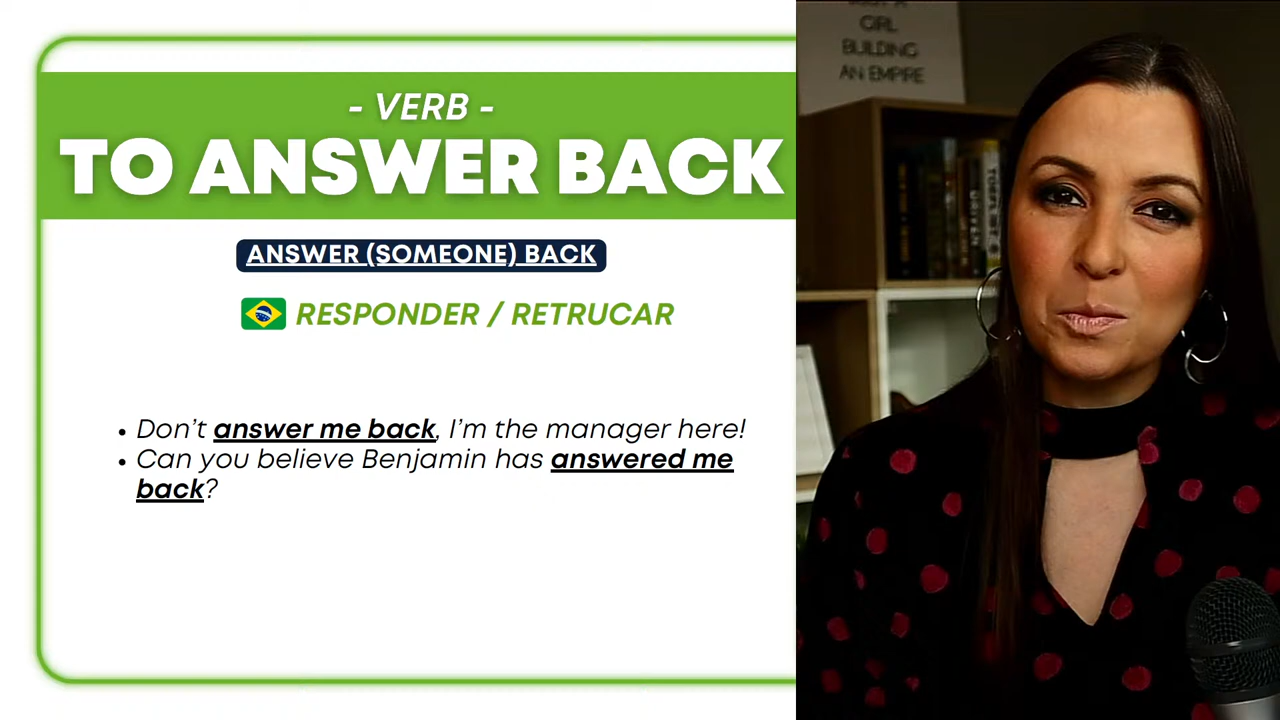 - VERB -
TO ANSWER BACK
ANSWER (SOMEONE) BACK
RESPONDER / RETRUCAR
• Don’t answer me back, I’m the manager here!
• Can you believe Benjamin has answered me
back?
GIRL
BUILDING
AN EMPIRE
DRIVEN